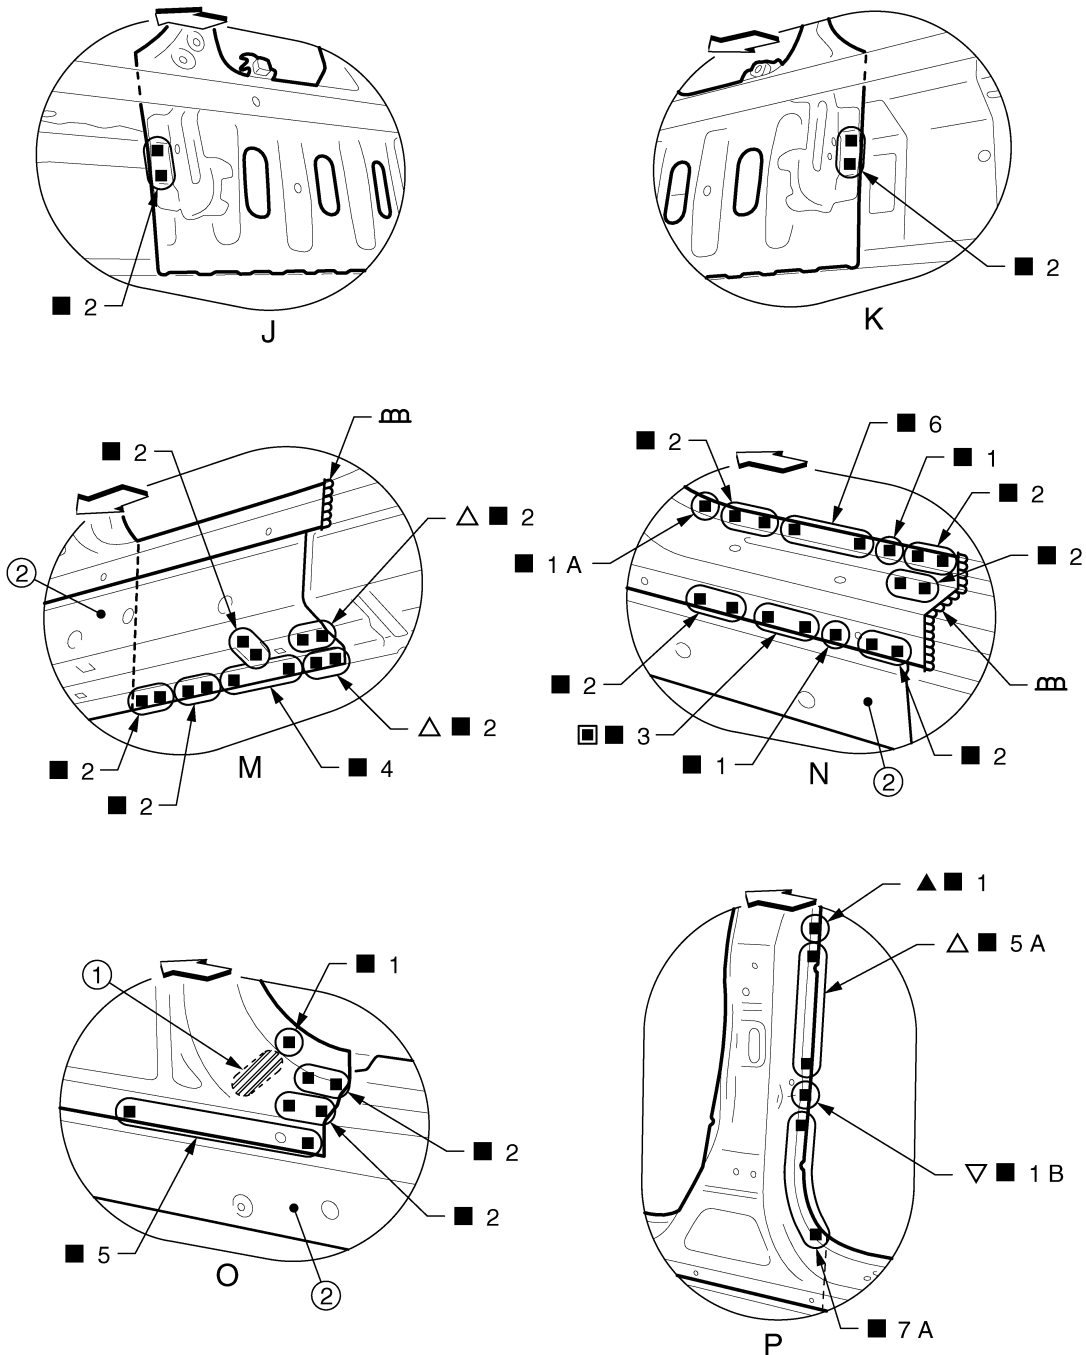 ■ 2
J
■ 2
K
■ 2
△ ■ 2
②
△ ■ 2
■ 2
■ 4
■ 2
M
■ 6
■ 2
■ 1
■ 2
■ 1 A
■ 2
■ 2
▣ ■ 3
■ 1
■ 2
②
N
①
■ 1
■ 2
■ 2
■ 5
②
O
▲ ■ 1
△ ■ 5 A
▽ ■ 1 B
■ 7 A
P